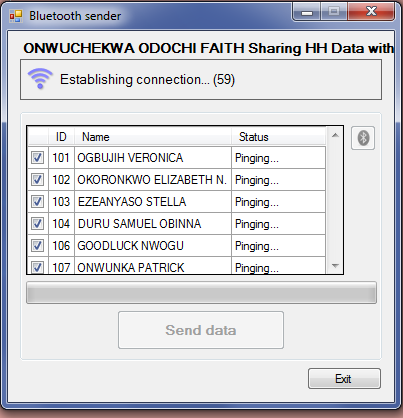 Bluetooth sender
ONWUCHEKWA ODOCHI FAITH Sharing HH Data with
Establishing connection... (59)
ID Name Status
101 OGBUJIH VERONICA Pinging...
102 OKORONKWO ELIZABETH N. Pinging...
103 EZEANYASO STELLA Pinging...
104 DURU SAMUEL OBINNA Pinging...
106 GOODLUCK NWOGU Pinging...
107 ONWUNKA PATRICK Pinging...
Send data
Exit